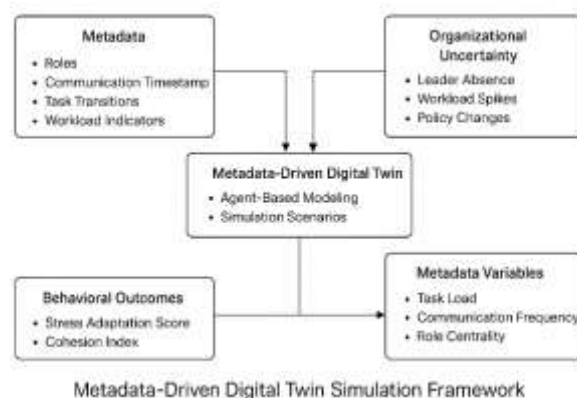 Metadata
• Roles
• Communication Timestamp
• Task Transitions
• Workload Indicators
Organizational
Uncertainty
• Leader Absence
• Workload Spikes
• Policy Changes
Metadata-Driven Digital Twin
• Agent-Based Modeling
• Simulation Scenarios
Behavioral Outcomes
• Stress Adaptation Score
• Cohesion Index
Metadata Variables
• Task Load
• Communication Frequency
• Role Centrality
Metadata-Driven Digital Twin Simulation Framework